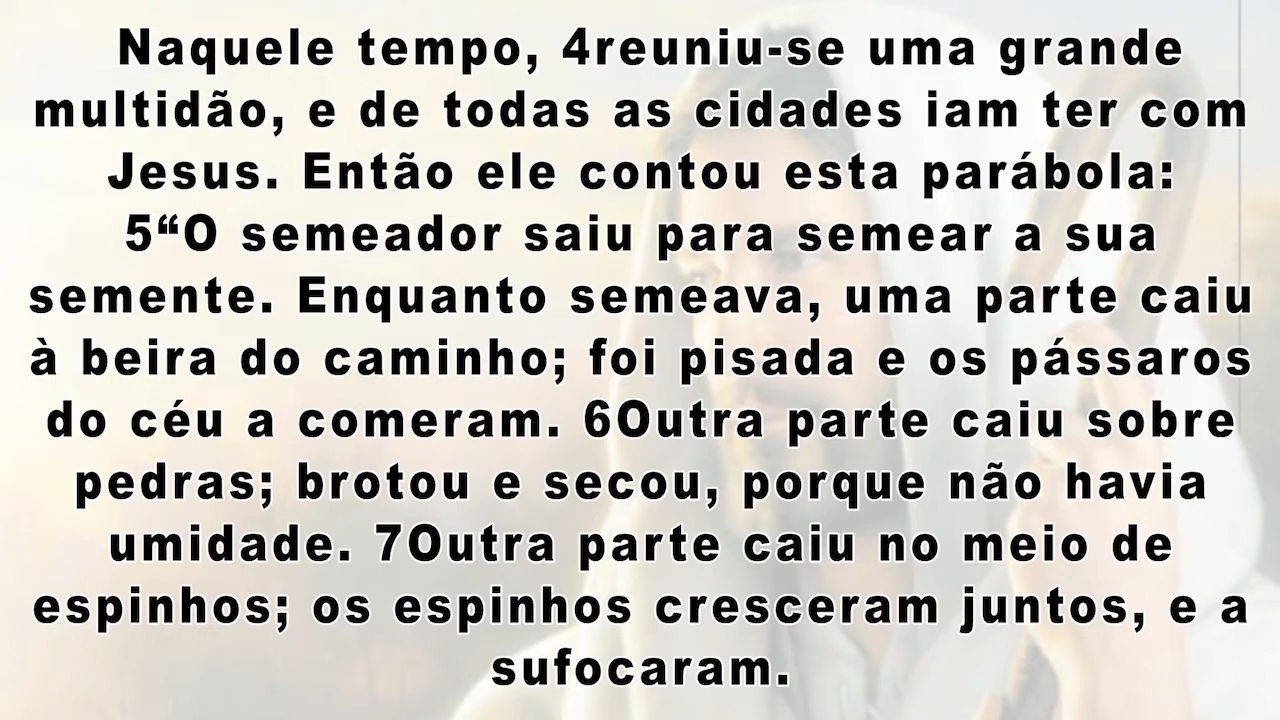 Naquele tempo, 4reuniu-se uma grande
multidão, e de todas as cidades iam ter com
Jesus. Então ele contou esta parábola:
5“O semeador saiu para semear a sua
semente. Enquanto semeava, uma parte caiu
à beira do caminho; foi pisada e os pássaros
do céu a comeram. 6Outra parte caiu sobre
pedras; brotou e secou, porque não havia
umidade. 7Outra parte caiu no meio de
espinhos; os espinhos cresceram juntos, e a
sufocaram.